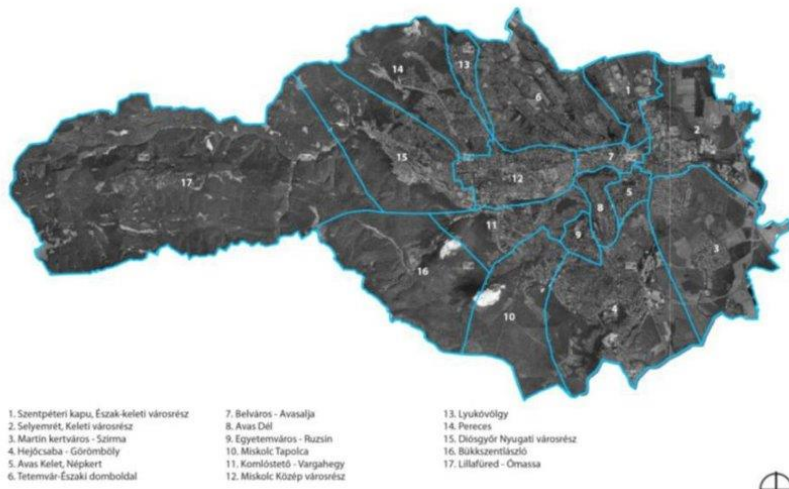 14
13
6
1
2
15
7
12
5
17
8
11
9
3
16
10
4
1. Szentpéteri kapu, Észak-keleti városrész
2. Selyemrét, Keleti városrész
3. Martin kertváros - Szirma
4. Hejőcsaba - Görömböly
5. Avas Kelet, Népkert
6. Tetemvár-Északi domboldal
7. Belváros - Avasalja
8. Avas Dél
9. Egyetemváros - Ruzsin
10. Miskolc Tapolca
11. Komlóstető - Vargahegy
12. Miskolc Közép városrész
13. Lyukóvölgy
14. Pereces
15. Diósgyőr Nyugati városrész
16. Bükkszentlászló
17. Lillafüred - Ómassa